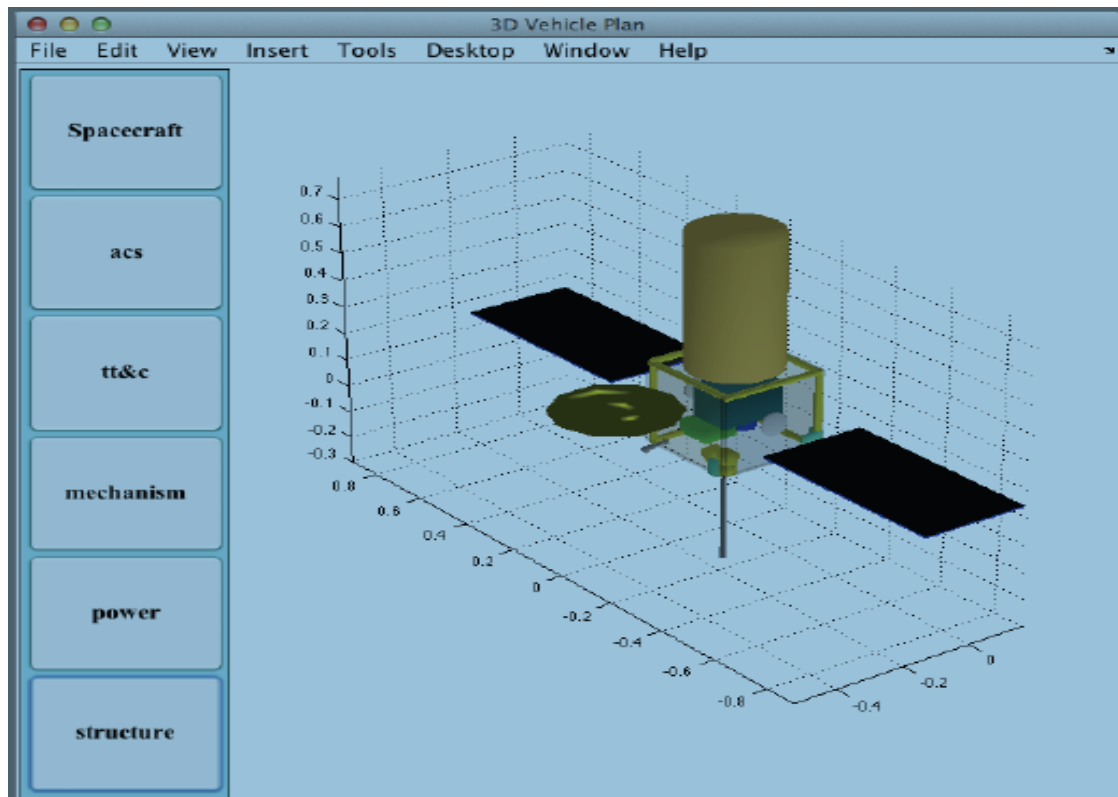 3D Vehicle Plan
File Edit View Insert Tools Desktop Window Help
Spacecraft
acs
tt&c
mechanism
power
structure
0.7
0.6
0.5
0.4
0.3
0.2
0.1
0
-0.1
-0.2
-0.3
0.8
0.6
0.4
0.2
0
-0.2
-0.4
-0.6
-0.8
-0.4
-0.2
0